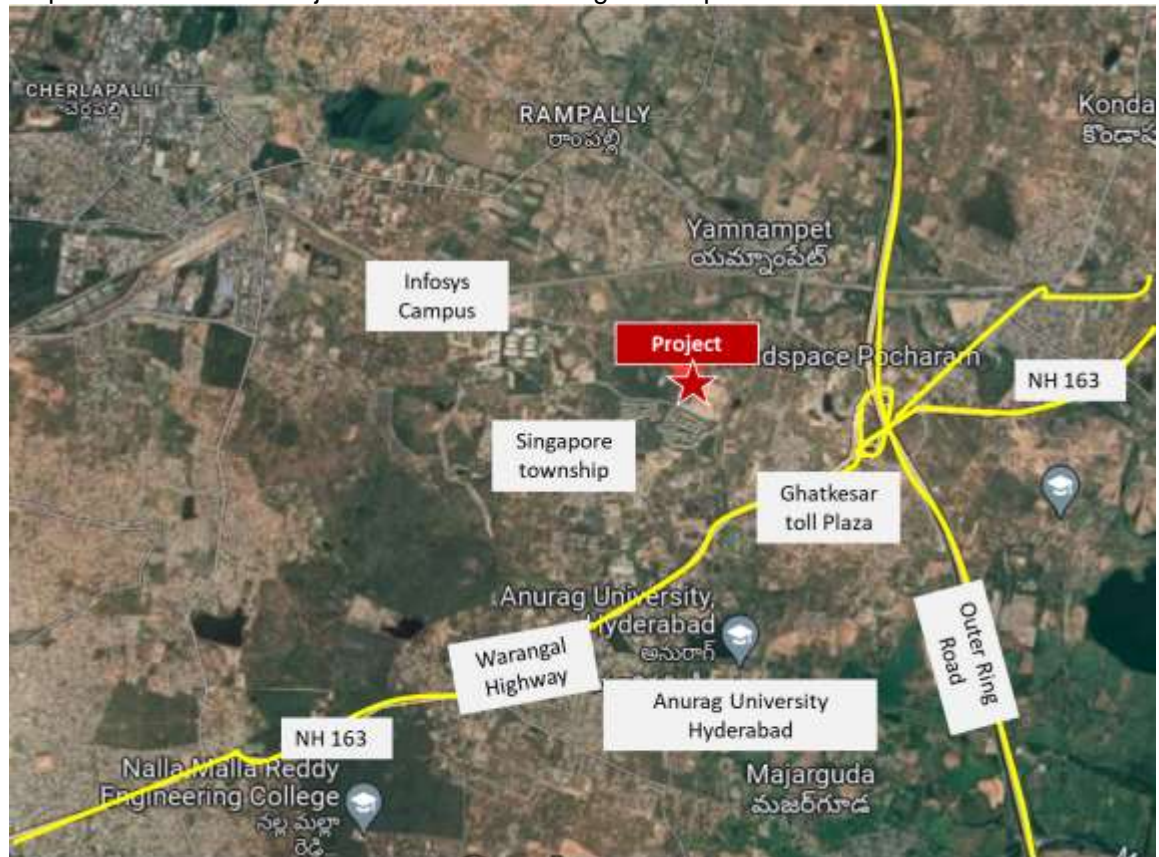 CHERLAPALLI
చెర్లపల్లి
RAMPALLY
రాంపల్లి
Konda
కొండాపు
Yamnampet
యమ్నాంపేట్
Infosys
Campus
Project
dspace Pocharam
NH 163
Singapore
township
Ghatkesar
toll Plaza
Anurag University,
Hyderabad
అనురాగ్
Warangal
Highway
Outer Ring
Road
Anurag University
Hyderabad
NH 163
Nalla Malla Reddy
Engineering College
నల్ల మల్లా
రెడ్డి
Majarguda
మజర్‌గూడ